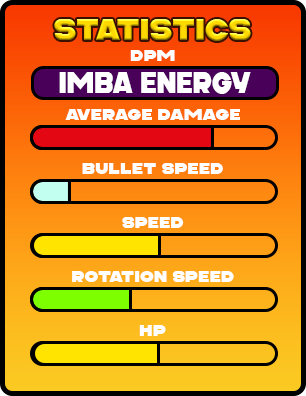 STATISTICS
DPM
IMBA ENERGY
AVERAGE DAMAGE
BULLET SPEED
SPEED
ROTATION SPEED
HP